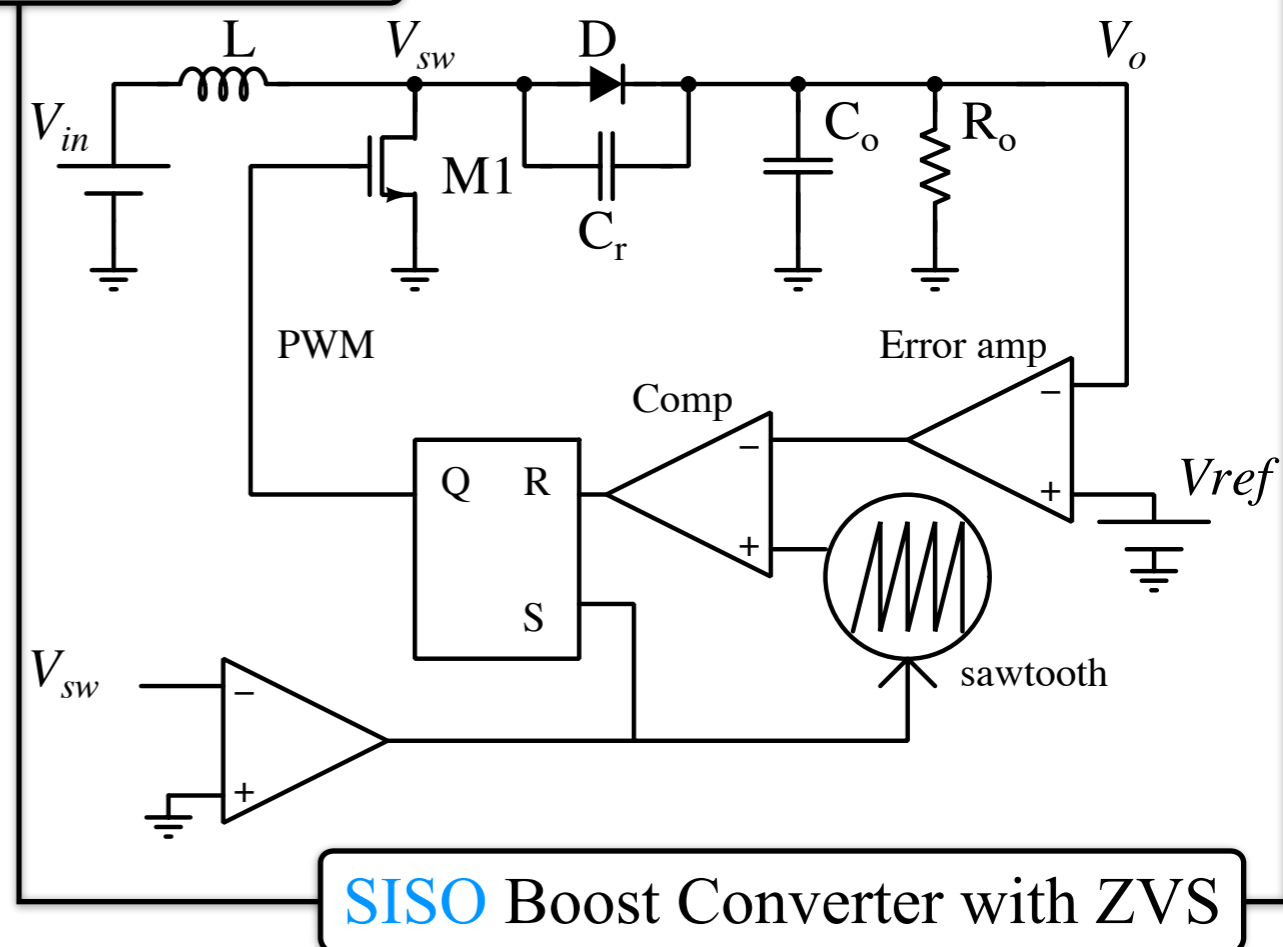 L
V_sw
D
V_o
V_in
C_o
R_o
M1
C_r
PWM
Error amp
−
Comp
−
Vref
Q
R
+
+
S
V_sw
−
sawtooth
+
SISO Boost Converter with ZVS